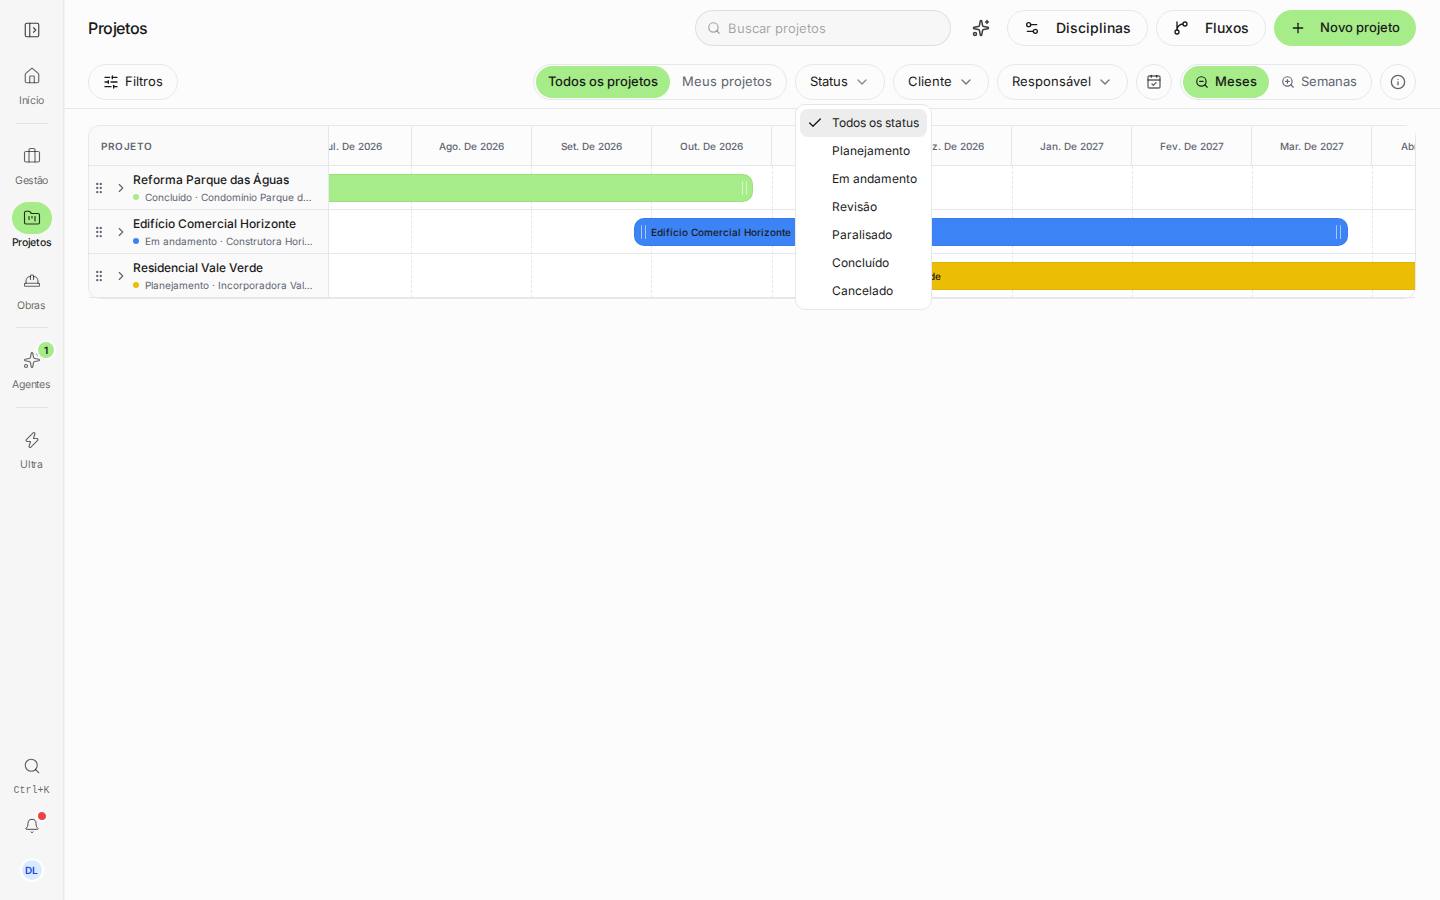 Projetos
Buscar projetos
Disciplinas
Fluxos
Novo projeto
Filtros
Todos os projetos
Meus projetos
Status
Cliente
Responsável
Meses
Semanas
Início
Gestão
Projetos
Obras
1
Agentes
Ultra
Ctrl+K
DL
Todos os status
Planejamento
Em andamento
Revisão
Paralisado
Concluído
Cancelado
PROJETO
ul. De 2026
Ago. De 2026
Set. De 2026
Out. De 2026
z. De 2026
Jan. De 2027
Fev. De 2027
Mar. De 2027
Ab
Reforma Parque das Águas
Concluído · Condomínio Parque d...
Edifício Comercial Horizonte
Em andamento · Construtora Hori...
Edifício Comercial Horizonte
Residencial Vale Verde
Planejamento · Incorporadora Val...
de